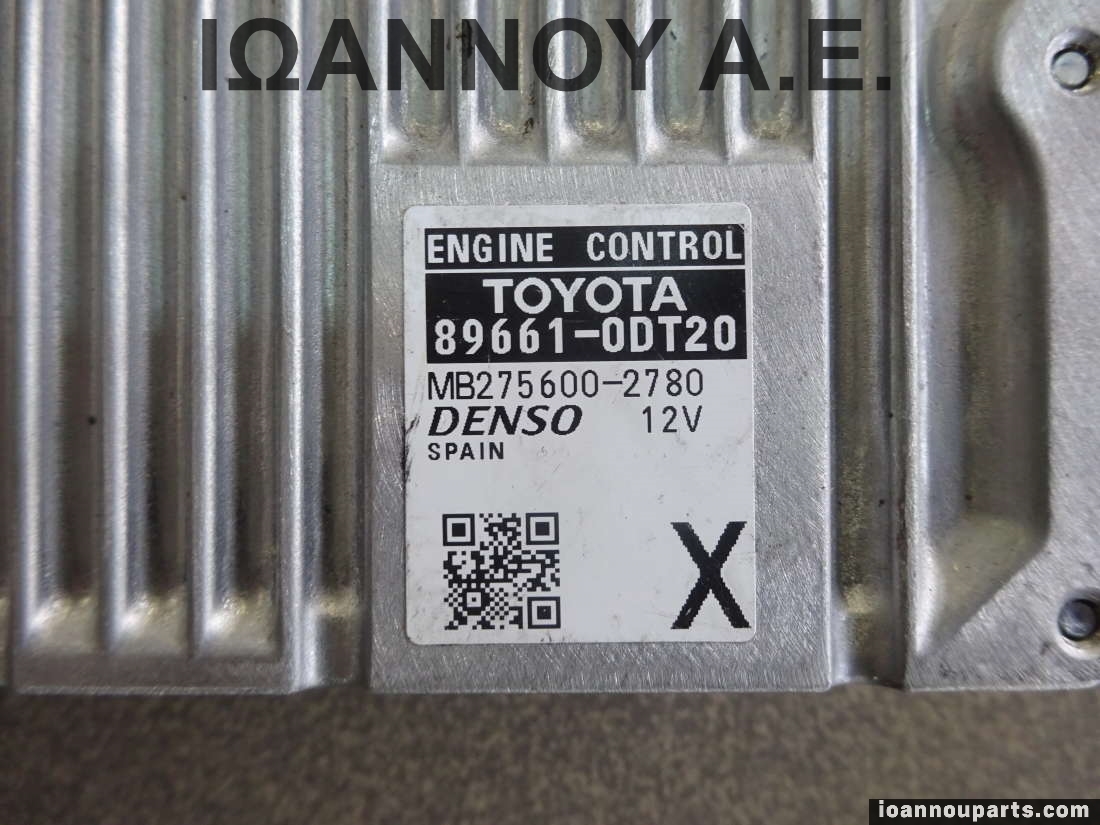 ΙΩΑΝΝΟΥ Α.Ε.
ENGINE CONTROL
TOYOTA
89661-0DT20
MB275600-2780
DENSO 12V
SPAIN
X
ioannouparts.com